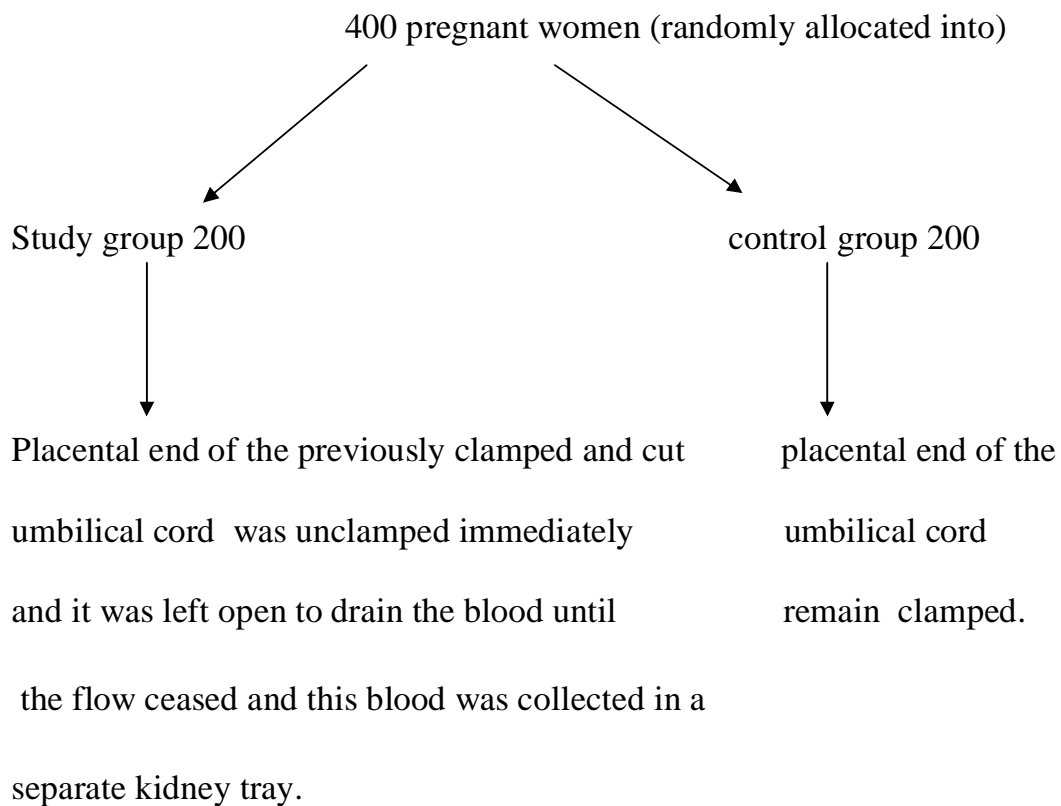 400 pregnant women (randomly allocated into)
Study group 200
control group 200
Placental end of the previously clamped and cut
umbilical cord was unclamped immediately
and it was left open to drain the blood until
the flow ceased and this blood was collected in a
separate kidney tray.
placental end of the
umbilical cord
remain clamped.